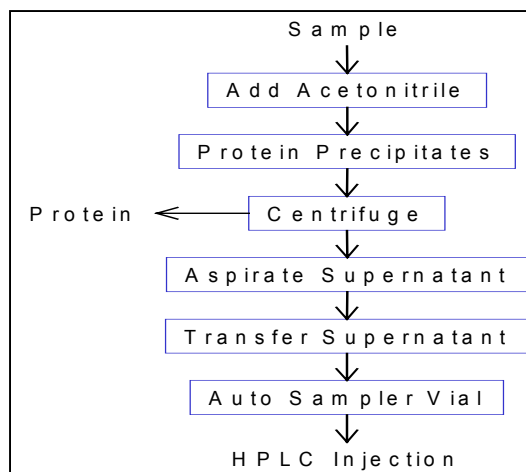 Sample
Add Acetonitrile
Protein Precipitates
Protein
Centrifuge
Aspirate Supernatant
Transfer Supernatant
Auto Sampler Vial
HPLC Injection